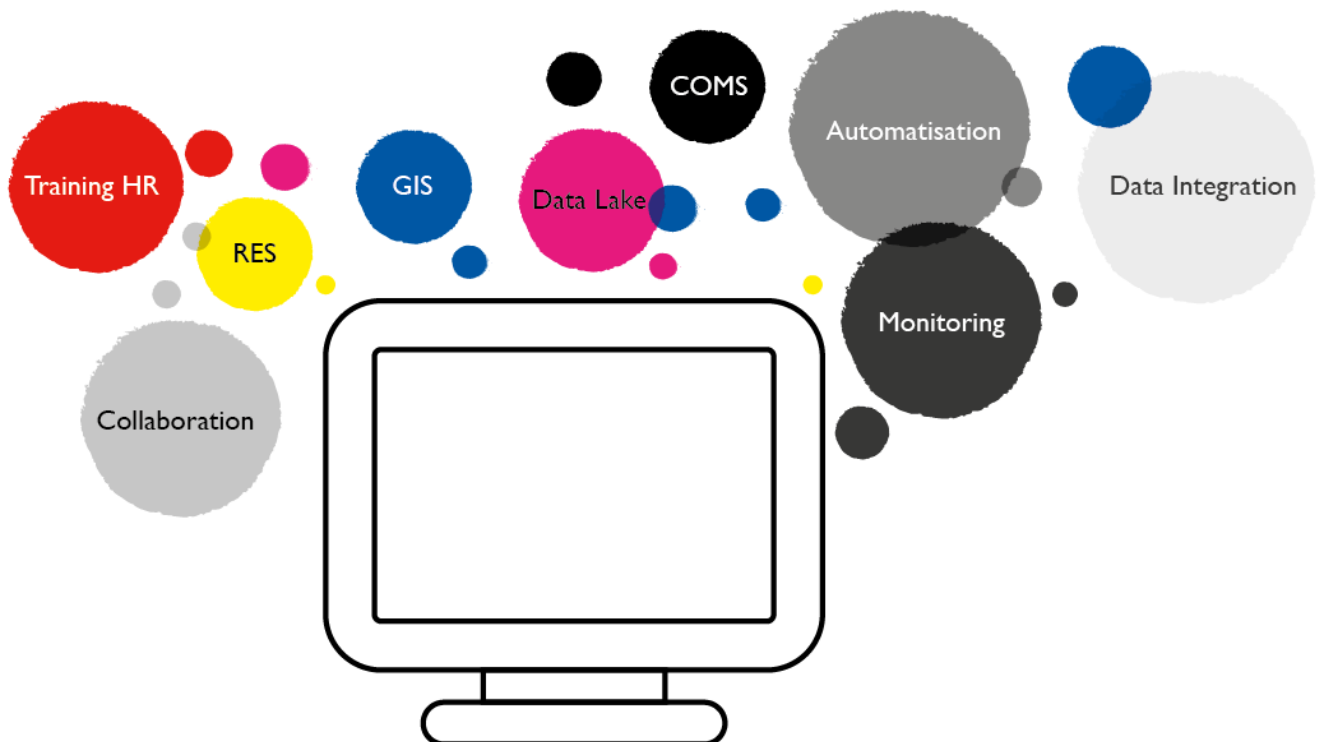 COMS
Automatisation
Training HR
GIS
Data Lake
Data Integration
RES
Monitoring
Collaboration